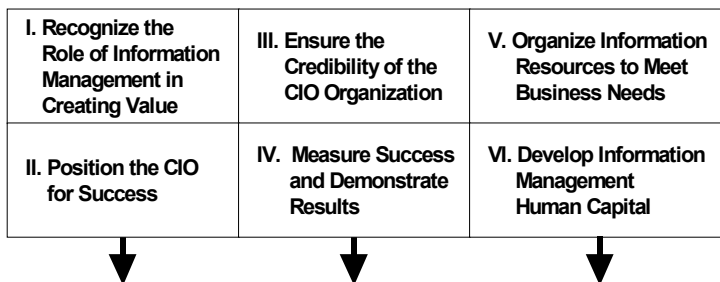 I. Recognize the
Role of Information
Management in
Creating Value
II. Position the CIO
for Success
III. Ensure the
Credibility of the
CIO Organization
IV. Measure Success
and Demonstrate
Results
V. Organize Information
Resources to Meet
Business Needs
VI. Develop Information
Management
Human Capital